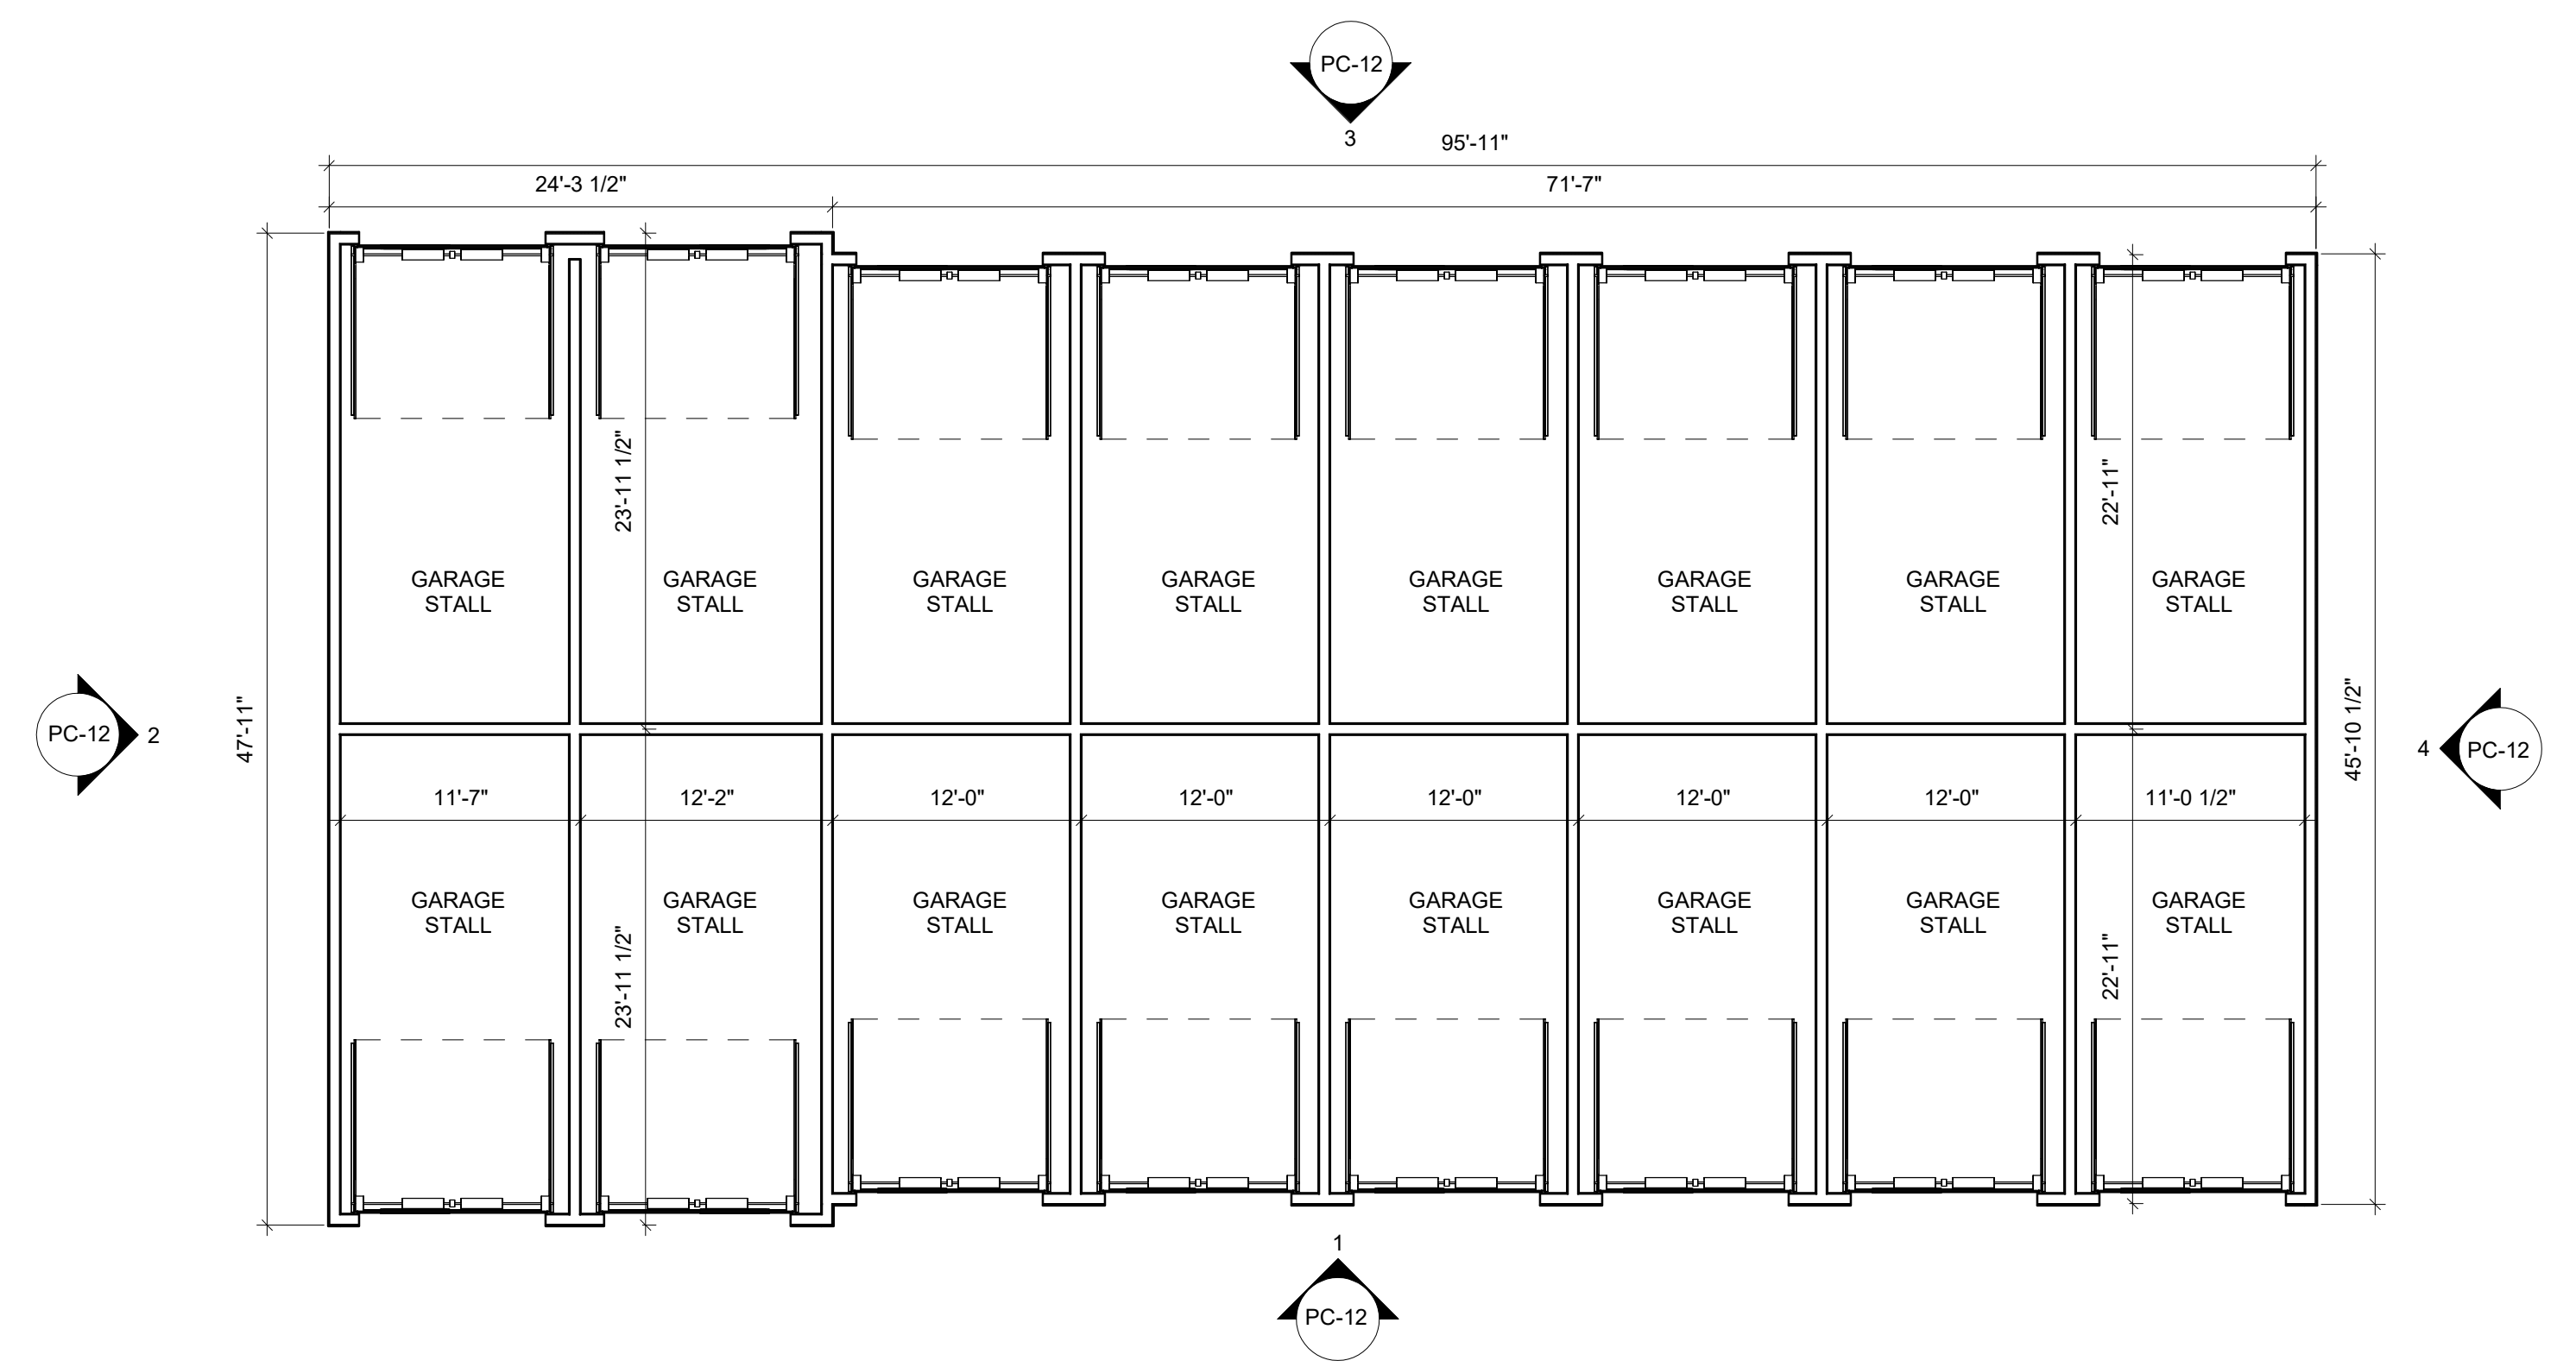 PC-12
3
95'-11"
24'-3 1/2"
71'-7"
23'-11 1/2"
22'-11"
GARAGE
STALL
GARAGE
STALL
GARAGE
STALL
GARAGE
STALL
GARAGE
STALL
GARAGE
STALL
GARAGE
STALL
GARAGE
STALL
PC-12
2
47'-11"
45'-10 1/2"
4
PC-12
11'-7"
12'-2"
12'-0"
12'-0"
12'-0"
12'-0"
12'-0"
11'-0 1/2"
GARAGE
STALL
GARAGE
STALL
GARAGE
STALL
GARAGE
STALL
GARAGE
STALL
GARAGE
STALL
GARAGE
STALL
GARAGE
STALL
23'-11 1/2"
22'-11"
1
PC-12